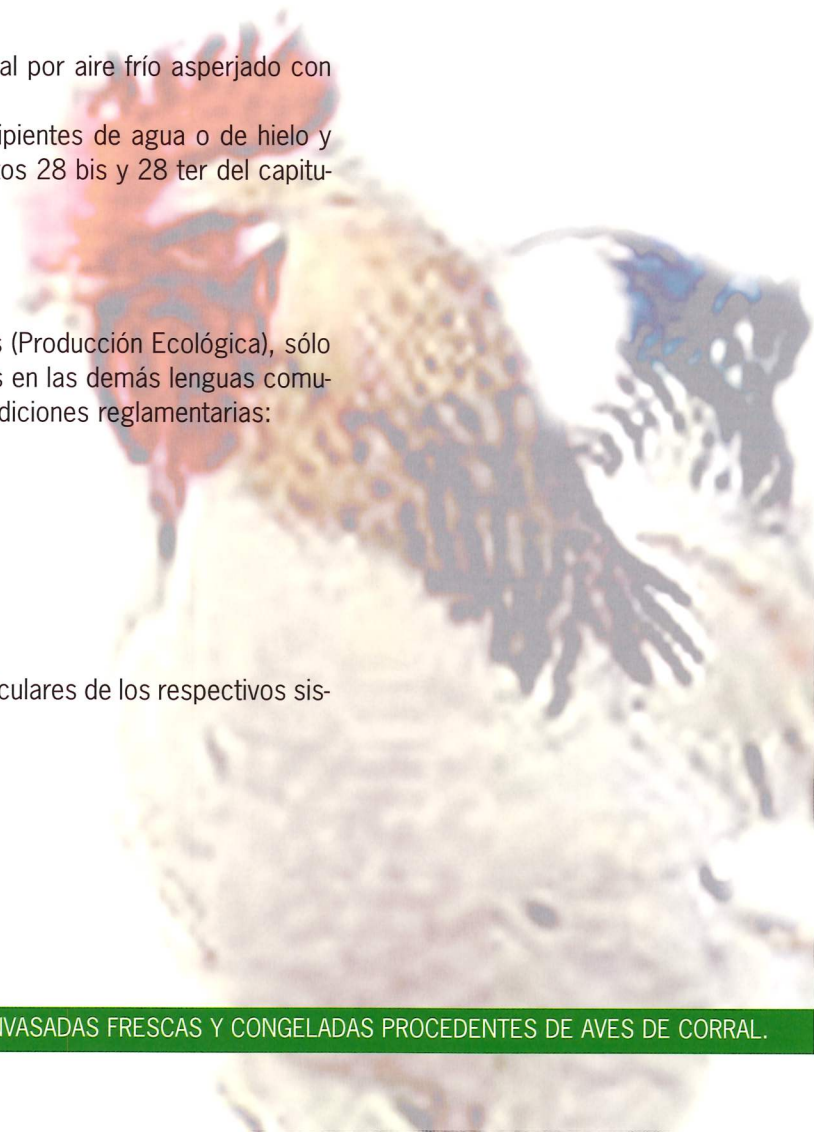 al por aire frío asperjado con
ipientes de agua o de hielo y
tos 28 bis y 28 ter del capitu-
s (Producción Ecológica), sólo
s en las demás lenguas comu-
diciones reglamentarias:
culares de los respectivos sis-
NVASADAS FRESCAS Y CONGELADAS PROCEDENTES DE AVES DE CORRAL.